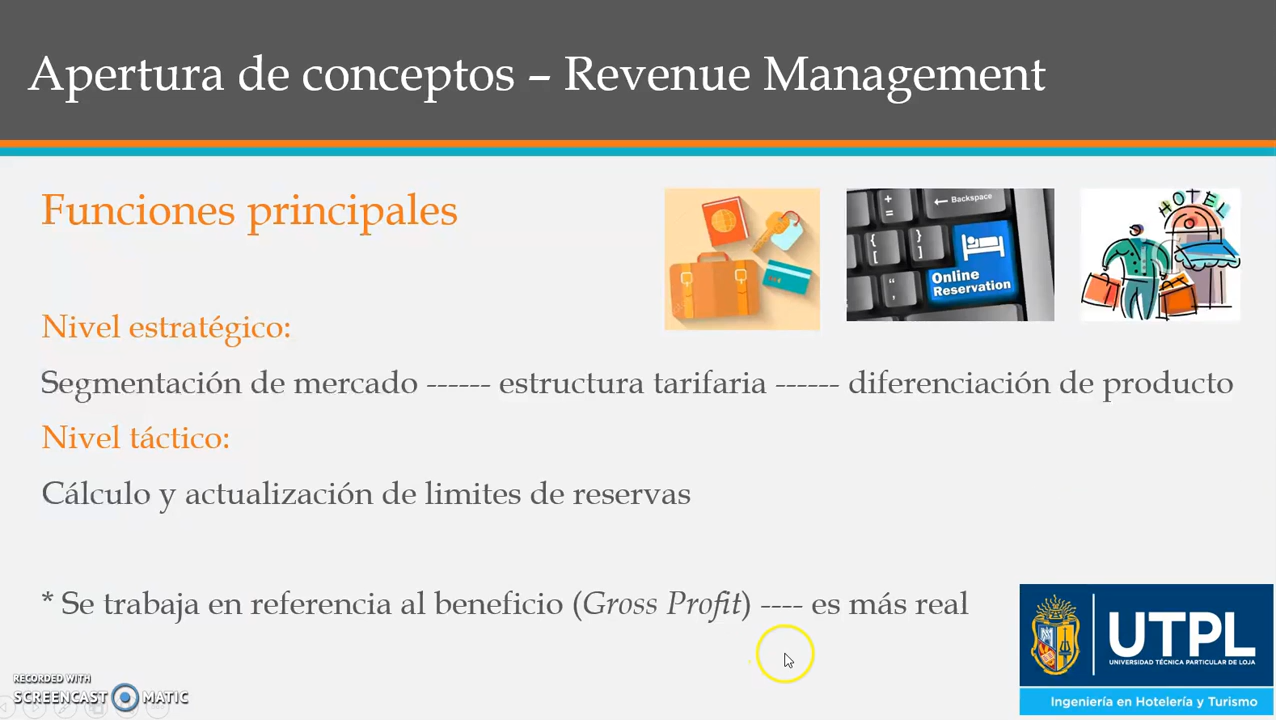 Apertura de conceptos – Revenue Management
Funciones principales
Backspace
Online
Reservation
HOTEL
Nivel estratégico:
Segmentación de mercado ------ estructura tarifaria ------ diferenciación de producto
Nivel táctico:
Cálculo y actualización de limites de reservas
* Se trabaja en referencia al beneficio (Gross Profit) ---- es más real
UTPL
UNIVERSIDAD TÉCNICA PARTICULAR DE LOJA
Ingeniería en Hotelería y Turismo
RECORDED WITH
SCREENCAST MATIC